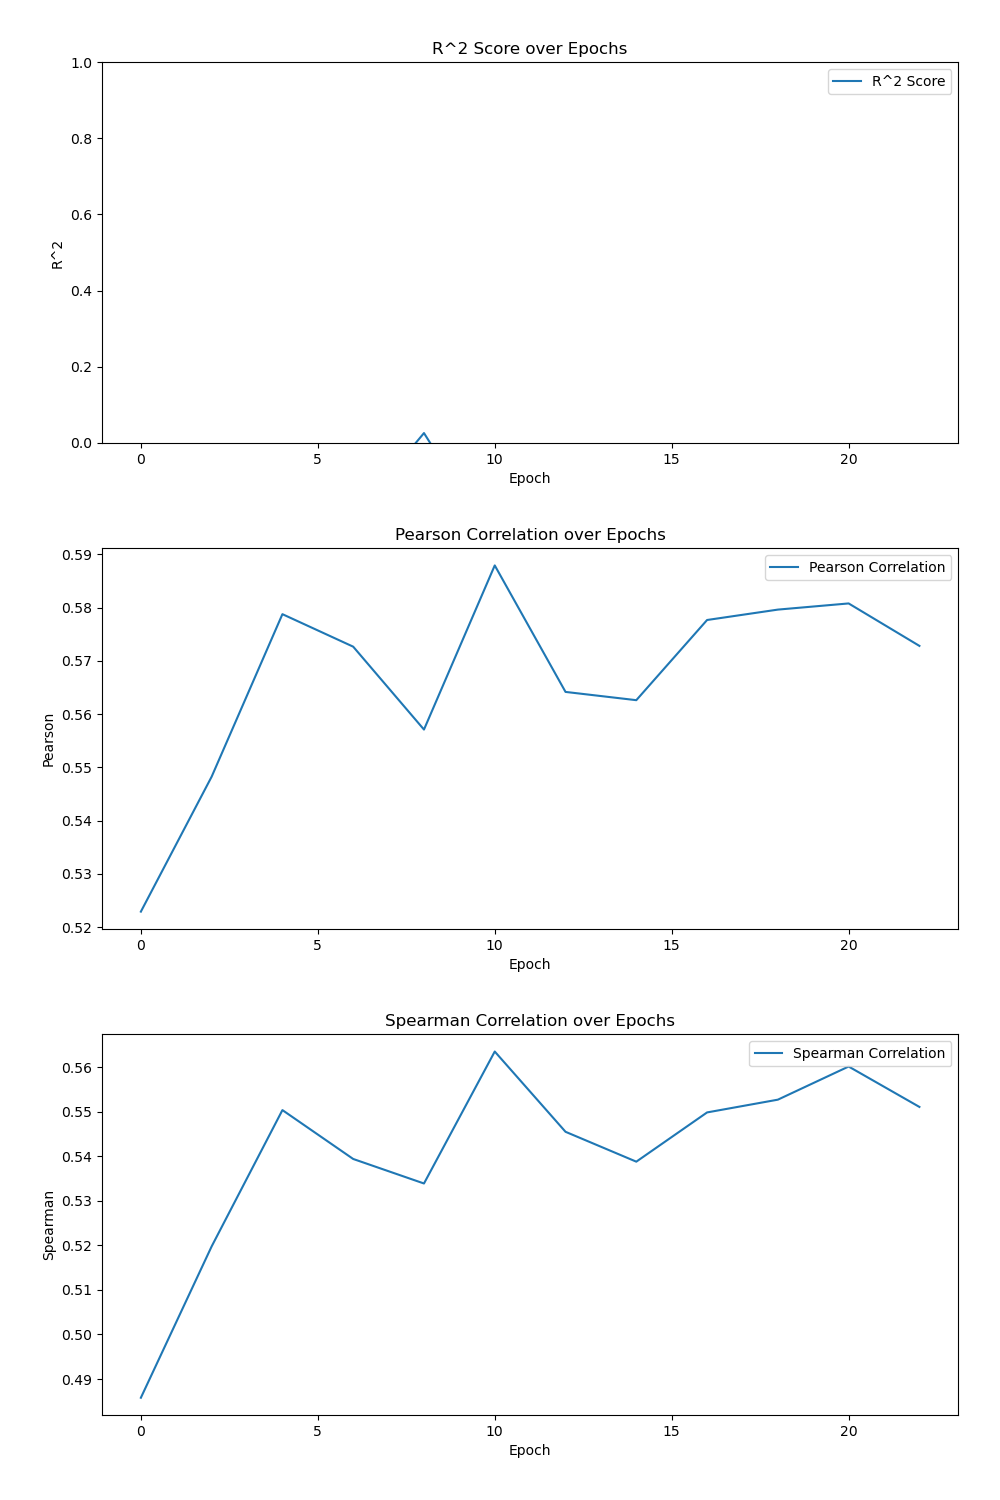 R^2 Score over Epochs
1.0
R^2 Score
0.8
0.6
R^2
0.4
0.2
0.0
0 5 10 15 20
Epoch
Pearson Correlation over Epochs
0.59
Pearson Correlation
0.58
0.57
0.56
Pearson
0.55
0.54
0.53
0.52
0 5 10 15 20
Epoch
Spearman Correlation over Epochs
Spearman Correlation
0.56
0.55
0.54
0.53
Spearman
0.52
0.51
0.50
0.49
0 5 10 15 20
Epoch